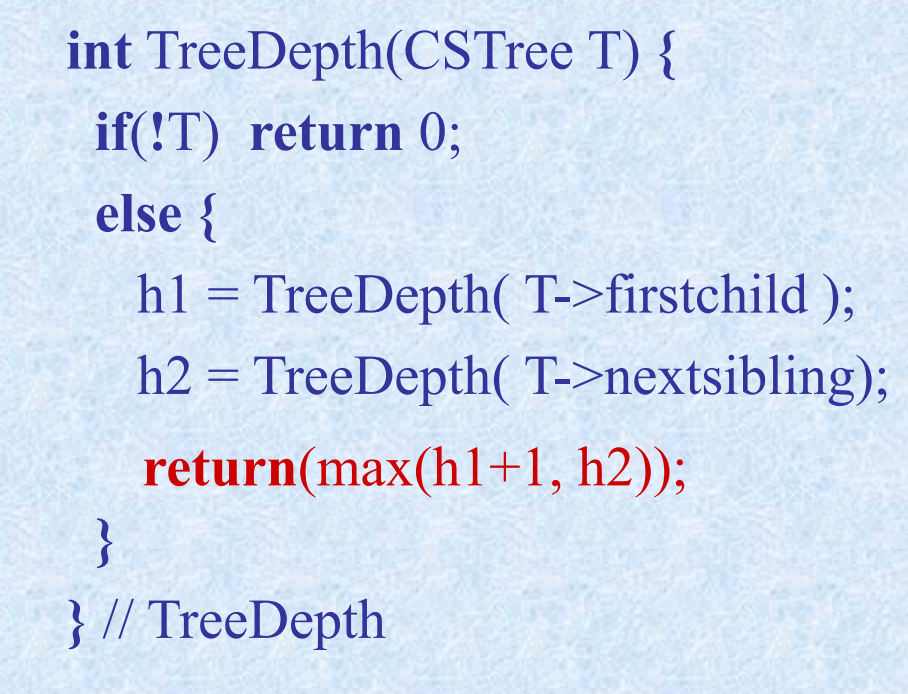 int TreeDepth(CSTree T) {
if(!T) return 0;
else {
h1 = TreeDepth( T->firstchild );
h2 = TreeDepth( T->nextsibling);
return(max(h1+1, h2));
}
} // TreeDepth